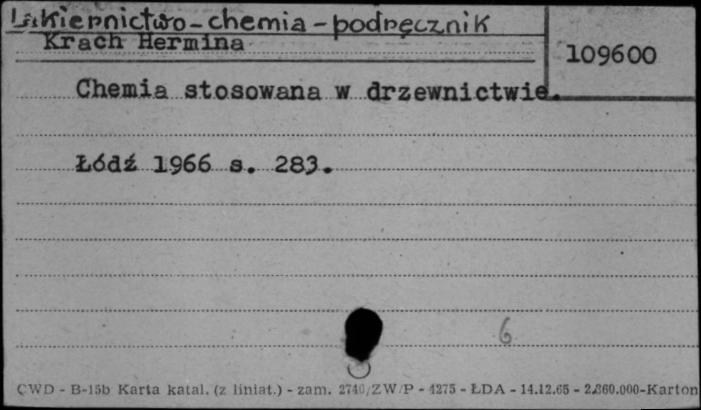 Lakiernictwo - chemia - podręcznik
Krach Hermina
109600
Chemia stosowana w drzewnictwie.
Łódź 1966 s. 283.
6
CWD - B-15b Karta katal. (z liniat.) - zam. 2740/ZW/P - 4275 - ŁDA - 14.12.65 - 2.860.000-Karton